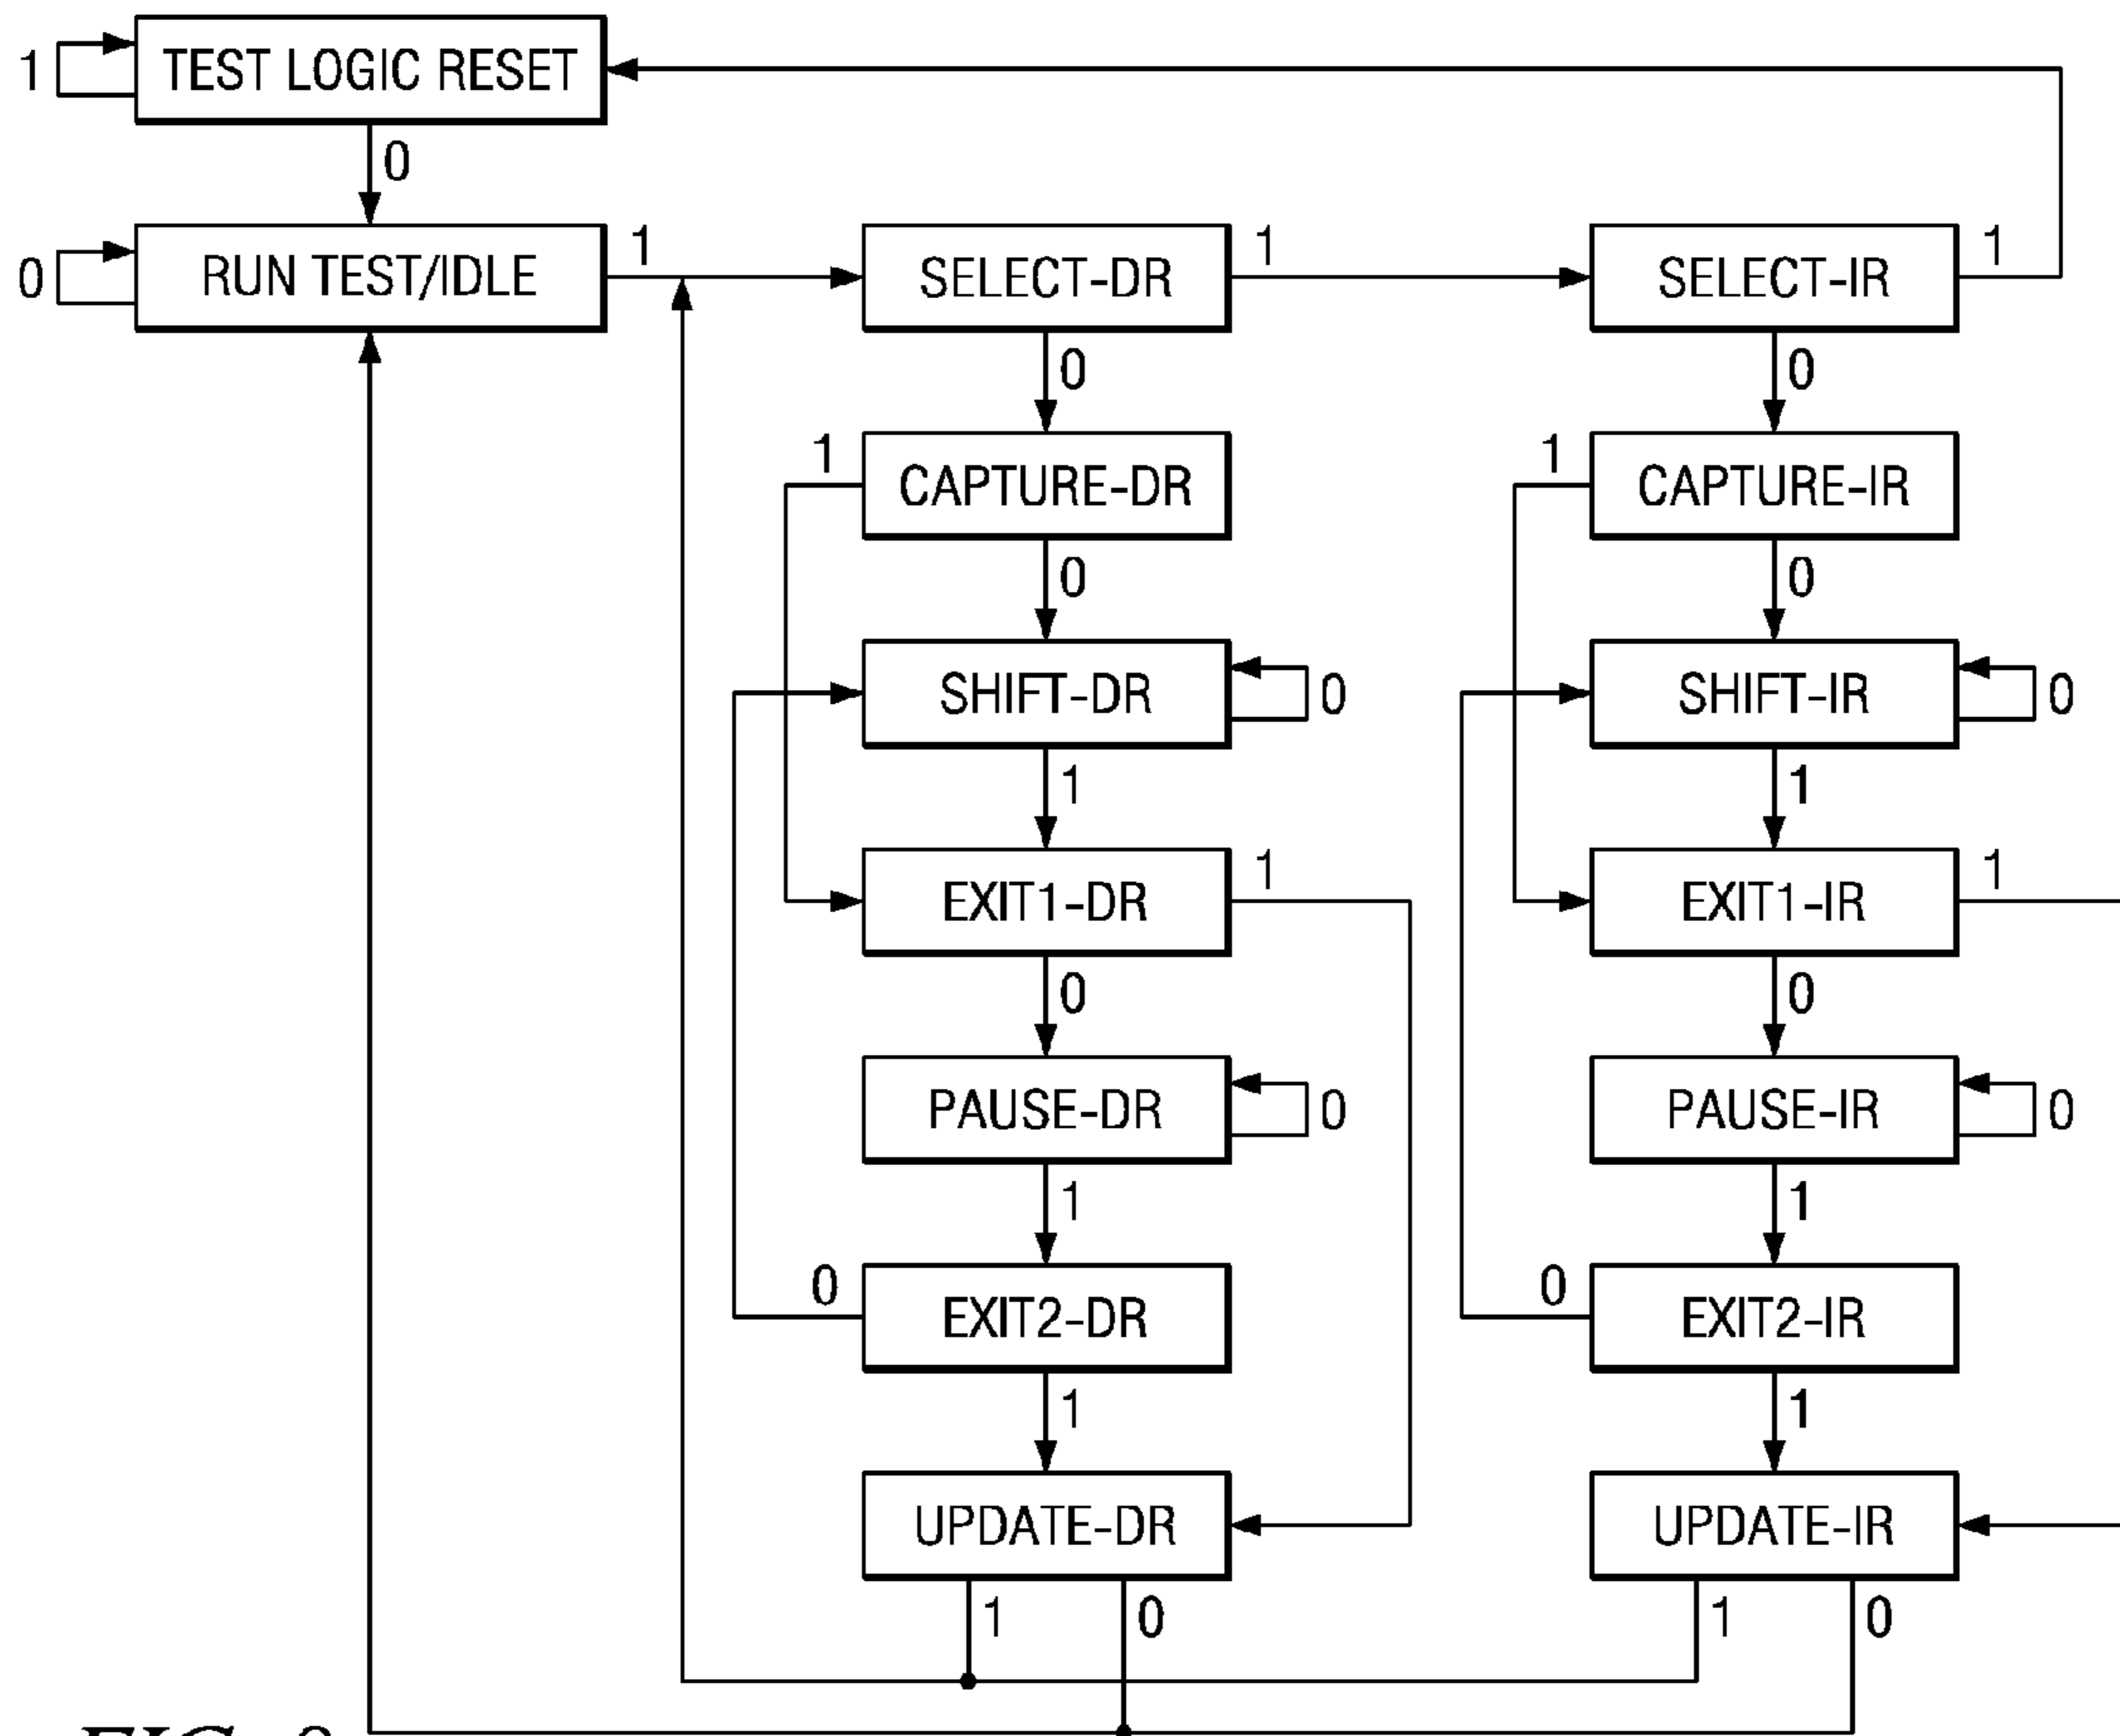 TEST LOGIC RESET
1
0
RUN TEST/IDLE
0
1
SELECT-DR
1
SELECT-IR
1
0
0
1
CAPTURE-DR
1
CAPTURE-IR
0
0
SHIFT-DR
0
SHIFT-IR
0
1
1
EXIT1-DR
1
EXIT1-IR
1
0
0
PAUSE-DR
0
PAUSE-IR
0
1
1
0
EXIT2-DR
0
EXIT2-IR
1
1
UPDATE-DR
UPDATE-IR
1
0
1
0